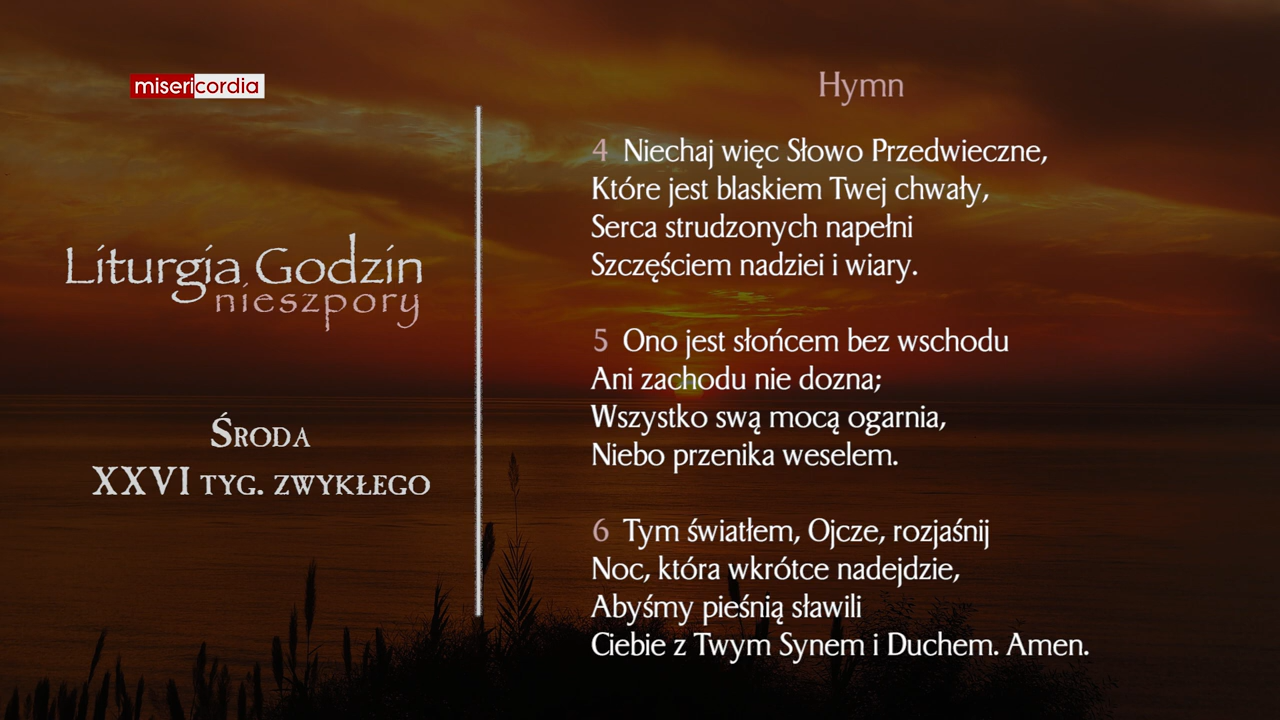 misericordia
Liturgia Godzin
nieszpory
Środa
XXVI tyg. zwykłego
Hymn
4 Niechaj więc Słowo Przedwieczne,
Które jest blaskiem Twej chwały,
Serca strudzonych napełni
Szczęściem nadziei i wiary.
5 Ono jest słońcem bez wschodu
Ani zachodu nie dozna;
Wszystko swą mocą ogarnia,
Niebo przenika weselem.
6 Tym światłem, Ojcze, rozjaśnij
Noc, która wkrótce nadejdzie,
Abyśmy pieśnią sławili
Ciebie z Twym Synem i Duchem. Amen.